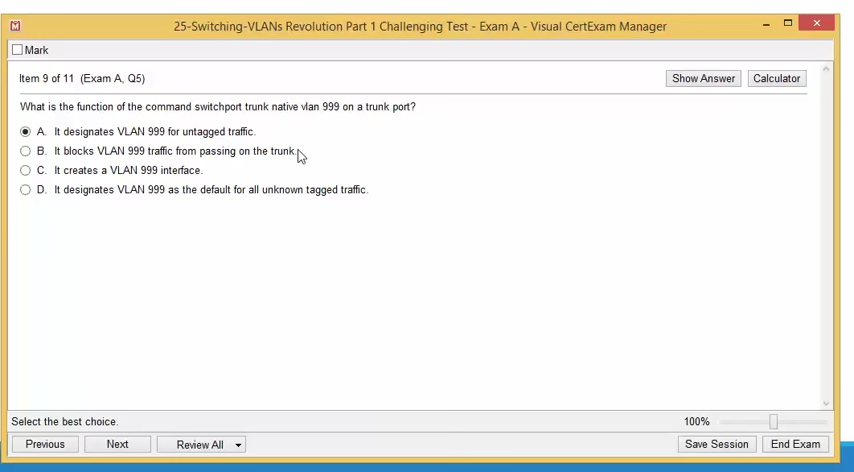 25-Switching-VLANs Revolution Part 1 Challenging Test - Exam A - Visual CertExam Manager
Mark
Item 9 of 11 (Exam A, Q5)
Show Answer
Calculator
What is the function of the command switchport trunk native vlan 999 on a trunk port?
A. It designates VLAN 999 for untagged traffic.
B. It blocks VLAN 999 traffic from passing on the trunk.
C. It creates a VLAN 999 interface.
D. It designates VLAN 999 as the default for all unknown tagged traffic.
Select the best choice.
100%
Previous
Next
Review All
Save Session
End Exam